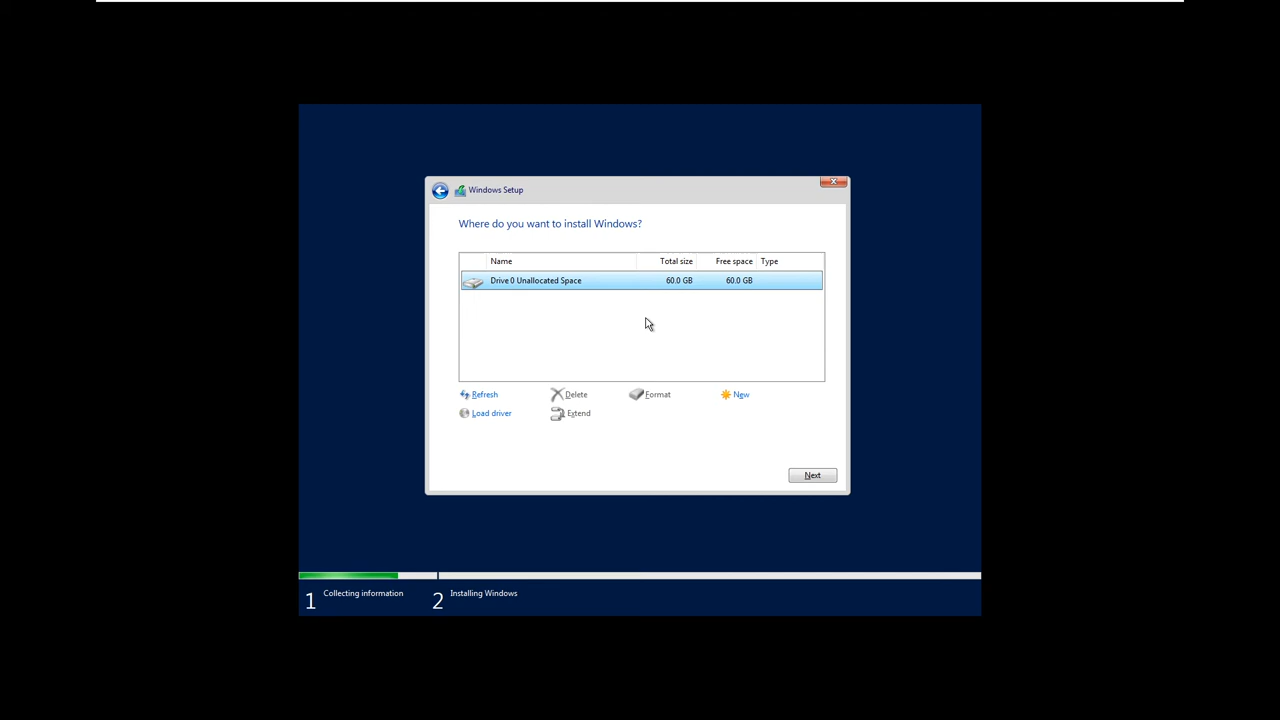 Windows Setup
Where do you want to install Windows?
Name Total size Free space Type
Drive 0 Unallocated Space 60.0 GB 60.0 GB
Refresh Delete Format New
Load driver Extend
Next
1 Collecting information 2 Installing Windows